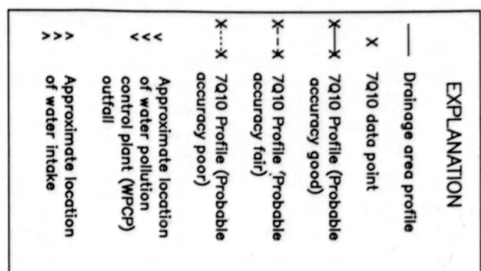 EXPLANATION
Drainage area profile
X 7Q10 data point
X——X 7Q10 Profile (Probable
accuracy good)
X--X 7Q10 Profile 'Probable
accuracy fair)
X·····X 7Q10 Profile (Probable
accuracy poor)
Approximate location
of water pollution
control plant (WPCP)
outfall
Approximate location
of water intake